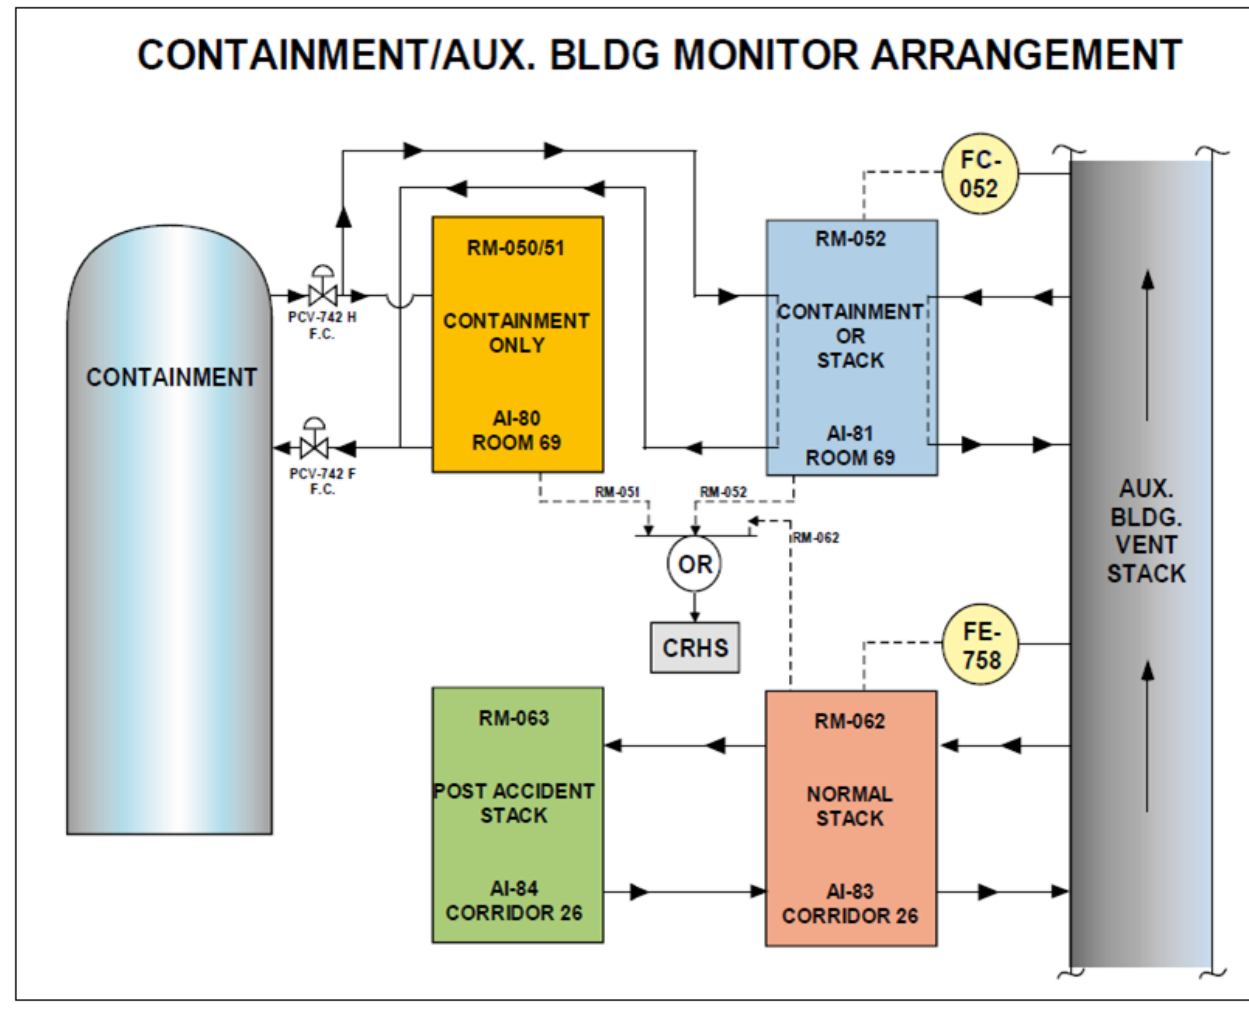 CONTAINMENT/AUX. BLDG MONITOR ARRANGEMENT
FC-
052
RM-050/51
CONTAINMENT
ONLY
AI-80
ROOM 69
RM-052
CONTAINMENT
OR
STACK
AI-81
ROOM 69
PCV-742 H
F.C.
CONTAINMENT
PCV-742 F
F.C.
RM-051
RM-052
RM-062
OR
CRHS
AUX.
BLDG.
VENT
STACK
FE-
758
RM-063
POST ACCIDENT
STACK
AI-84
CORRIDOR 26
RM-062
NORMAL
STACK
AI-83
CORRIDOR 26